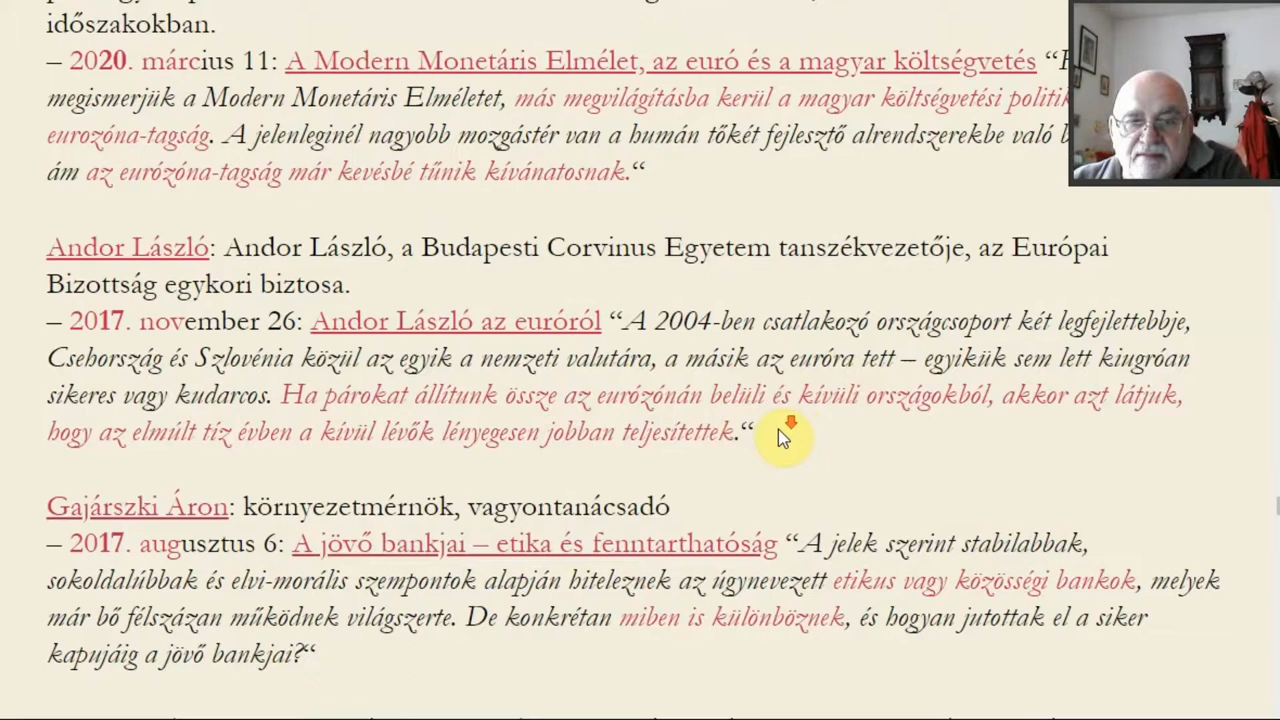 időszakokban.
– 2020. március 11: A Modern Monetáris Elmélet, az euró és a magyar költségvetés “
megismerjük a Modern Monetáris Elméletet, más megvilágításba kerül a magyar költségvetési
eurozóna-tagság. A jelenleginél nagyobb mozgástér van a humán tőkét fejlesztő alrendszerekbe való
ám az eurózóna-tagság már kevésbé tűnik kívánatosnak.“
Andor László: Andor László, a Budapesti Corvinus Egyetem tanszékvezetője, az Európai
Bizottság egykori biztosa.
– 2017. november 26: Andor László az euróról “A 2004-ben csatlakozó országcsoport két legfejlettebbje,
Csehország és Szlovénia közül az egyik a nemzeti valutára, a másik az euróra tett – egyikük sem lett kiugróan
sikeres vagy kudarcos. Ha párokat állítunk össze az eurózónán belüli és kívüli országokból, akkor azt látjuk,
hogy az elmúlt tíz évben a kívül lévők lényegesen jobban teljesítettek.“
Gajárszki Áron: környezetmérnök, vagyontanácsadó
– 2017. augusztus 6: A jövő bankjai – etika és fenntarthatóság “A jelek szerint stabilabbak,
sokoldalúbbak és elvi-morális szempontok alapján hiteleznek az úgynevezett etikus vagy közösségi bankok, melyek
már bő félszázan működnek világszerte. De konkrétan miben is különböznek, és hogyan jutottak el a siker
kapujáig a jövő bankjai?“